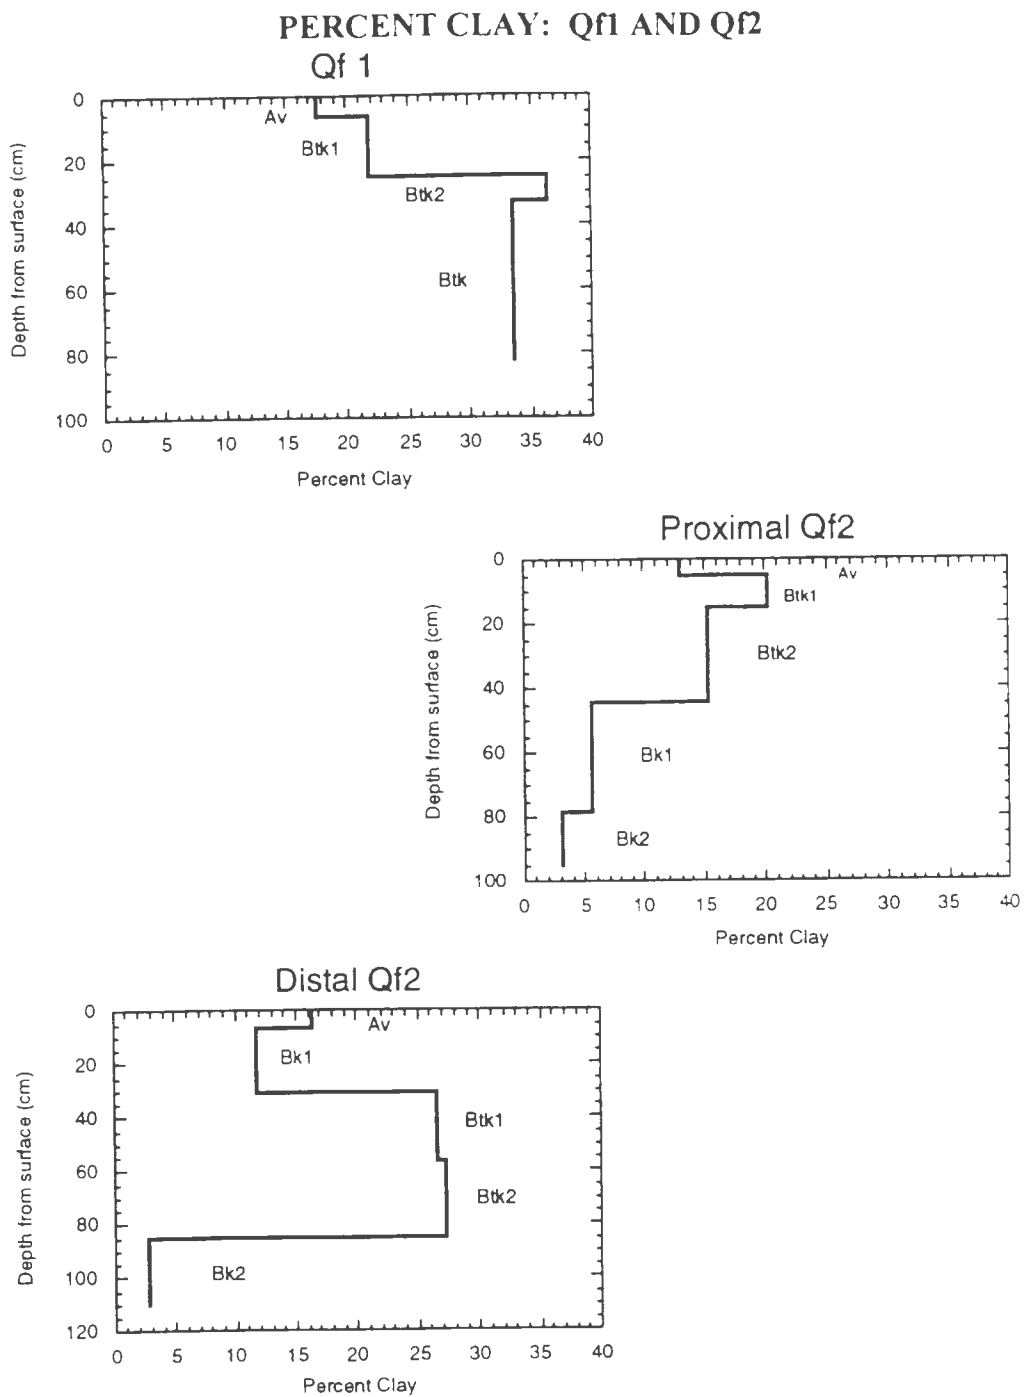 PERCENT CLAY: Qf1 AND Qf2
Qf 1
0
20
40
60
80
100
Depth from surface (cm)
Av
Btk1
Btk2
Btk
0 5 10 15 20 25 30 35 40
Percent Clay
Proximal Qf2
0
20
40
60
80
100
Depth from surface (cm)
Av
Btk1
Btk2
Bk1
Bk2
0 5 10 15 20 25 30 35 40
Percent Clay
Distal Qf2
0
20
40
60
80
100
120
Depth from surface (cm)
Av
Bk1
Btk1
Btk2
Bk2
0 5 10 15 20 25 30 35 40
Percent Clay